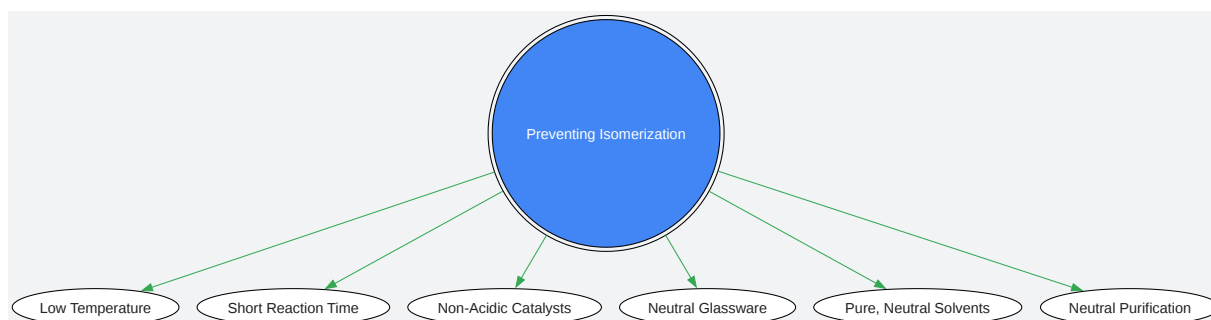 Preventing Isomerization
Low Temperature
Short Reaction Time
Non-Acidic Catalysts
Neutral Glassware
Pure, Neutral Solvents
Neutral Purification